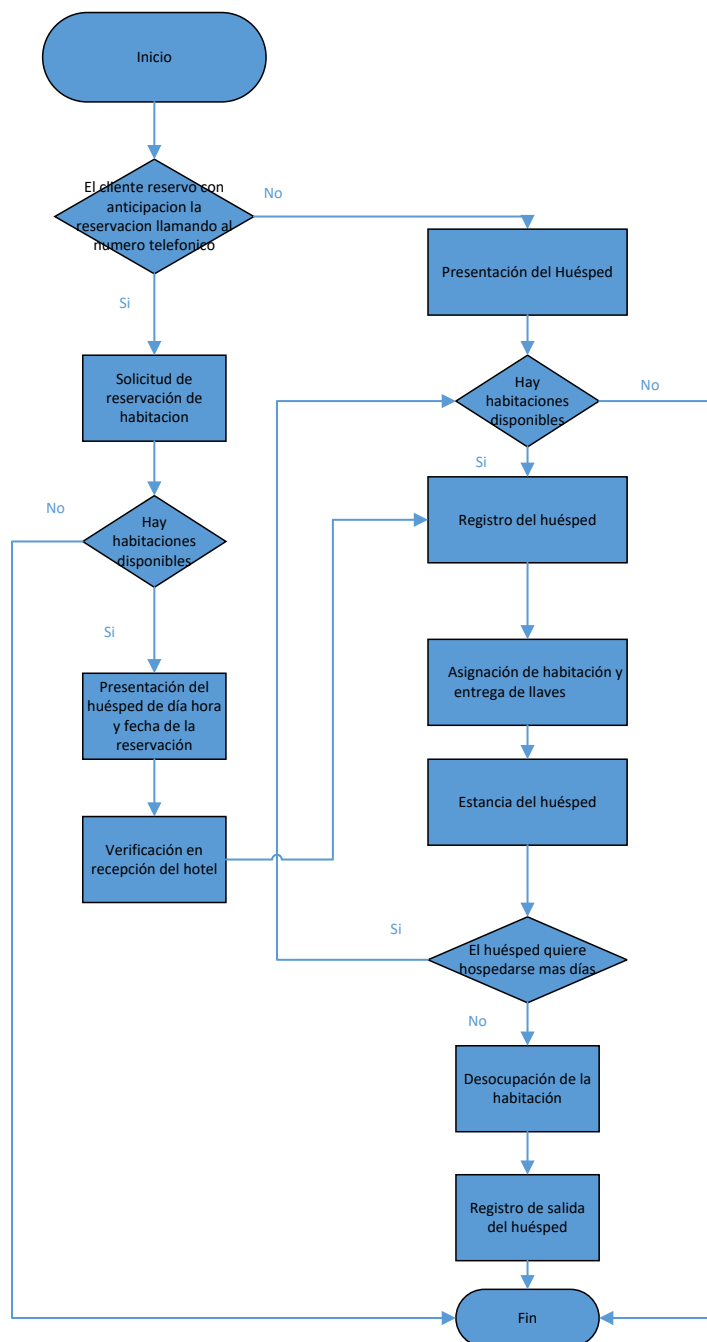 Inicio
El cliente reservo con
anticipacion la
reservacion llamando al
numero telefonico
No
Si
Presentación del Huésped
Solicitud de
reservación de
habitacion
Hay
habitaciones
disponibles
No
Si
No
Hay
habitaciones
disponibles
Registro del huésped
Si
Presentación del
huésped de día hora
y fecha de la
reservación
Asignación de habitación y
entrega de llaves
Verificación en
recepción del hotel
Estancia del huésped
Si
El huésped quiere
hospedarse mas días
No
Desocupación de la
habitación
Registro de salida
del huésped
Fin